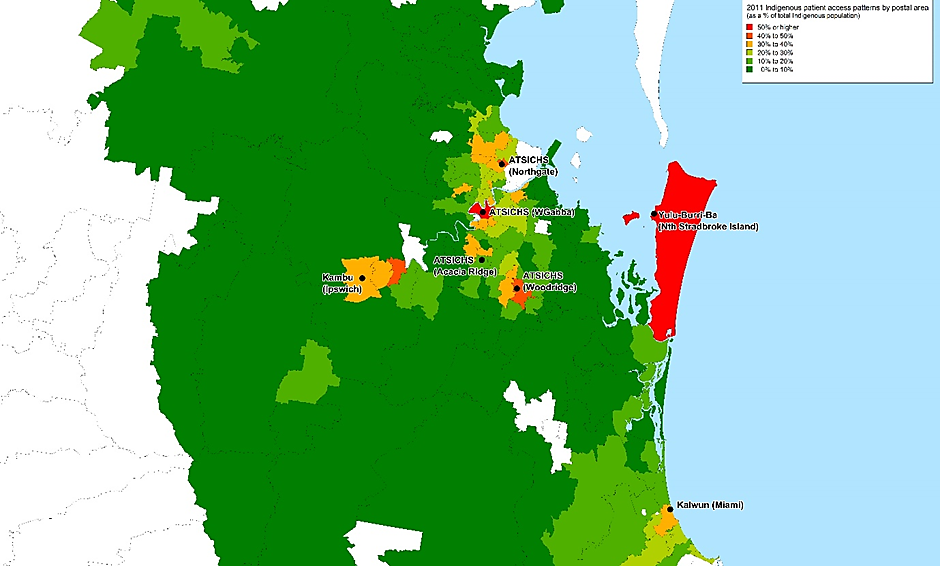 2011 Indigenous patient access patterns by postal area
(as a % of total Indigenous population)
50% or higher
40% to 50%
30% to 40%
20% to 30%
10% to 20%
0% to 10%
ATSICHS
(Northgate)
ATSICHS (WGabba)
Yulu-Burri-Ba
(Nth Stradbroke Island)
ATSICHS
(Acacia Ridge)
Kambu
(Ipswich)
ATSICHS
(Woodridge)
Kalwun (Miami)